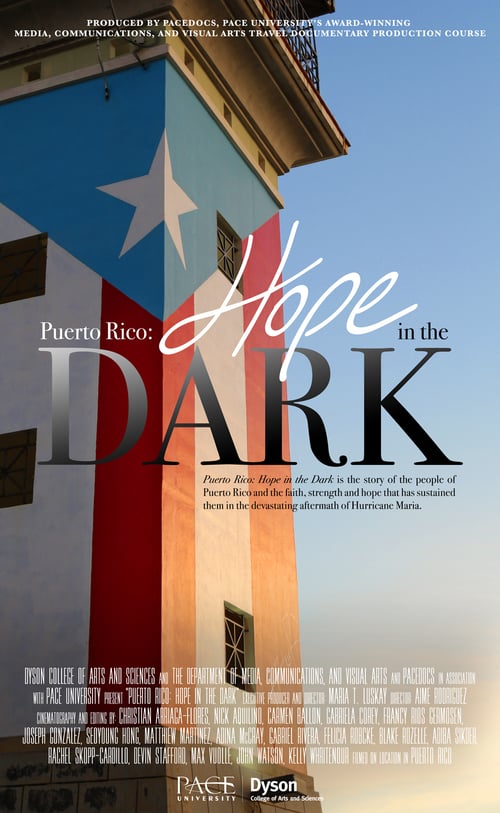 PRODUCED BY PACEDOCS, PACE UNIVERSITY'S AWARD-WINNING
MEDIA, COMMUNICATIONS, AND VISUAL ARTS TRAVEL DOCUMENTARY PRODUCTION COURSE
Puerto Rico: Hope in the
DARK
Puerto Rico: Hope in the Dark is the story of the people of
Puerto Rico and the faith, strength and hope that has sustained
them in the devastating aftermath of Hurricane Maria.
DYSON COLLEGE OF ARTS AND SCIENCES AND THE DEPARTMENT OF MEDIA, COMMUNICATIONS, AND VISUAL ARTS AND PACEDOCS IN ASSOCIATION
WITH PACE UNIVERSITY PRESENT "PUERTO RICO: HOPE IN THE DARK EXECUTIVE PRODUCER AND DIRECTOR MARIA T. LUSKAY DIRECTOR AIME RODRIGUEZ
CINEMATOGRAPHY AND EDITING BY: CHRISTIAN ARRIAGA-FLORES, NICK AQUILINO, CARMEN BALLON, GABRIELA COREY, FRANCY RIOS GERMOSEN,
JOSEPH GONZALEZ, SEOYOUNG HONG, MATTHEW MARTINEZ, ADINA McCRAY, GABRIEL RIVERA, FELICIA ROBCKE, BLAKE ROZELLE, ADIBA SIKDER,
RACHEL SKOPP-CARDILLO, DEVIN STAFFORD, MAX JOHN WATSON, KELLY WHRITENOUR FILMED ON LOCATION IN PUERTO RICO
PACE
UNIVERSITY
Dyson
College of Arts and Sciences